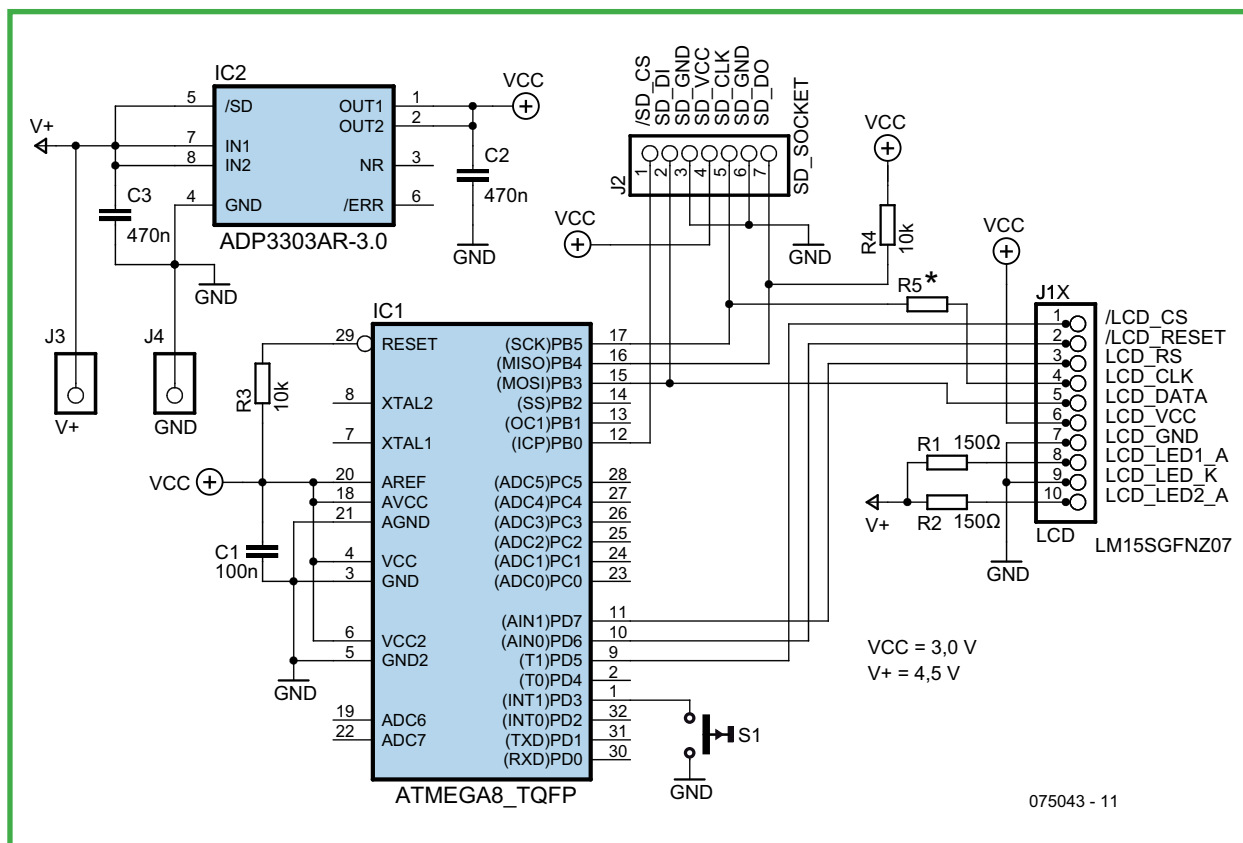 IC2
5
/SD
7
IN1
8
IN2
4
GND
OUT1
1
OUT2
2
NR
3
/ERR
6
ADP3303AR-3.0
V+
C3
470n
GND
J3
V+
J4
GND
VCC
C2
470n
GND
/SD_CS
SD_DI
SD_GND
SD_VCC
SD_CLK
SD_GND
SD_DO
SD_SOCKET
J2
1
2
3
4
5
6
7
VCC
GND
VCC
R4
10k
R5*
VCC
IC1
29
RESET
8
XTAL2
7
XTAL1
20
AREF
18
AVCC
21
AGND
4
VCC
3
GND
6
VCC2
5
GND2
19
ADC6
22
ADC7
(SCK)PB5
17
(MISO)PB4
16
(MOSI)PB3
15
(SS)PB2
14
(OC1)PB1
13
(ICP)PB0
12
(ADC5)PC5
28
(ADC4)PC4
27
(ADC3)PC3
26
(ADC2)PC2
25
(ADC1)PC1
24
(ADC0)PC0
23
(AIN1)PD7
11
(AIN0)PD6
10
(T1)PD5
9
(T0)PD4
2
(INT1)PD3
1
(INT0)PD2
32
(TXD)PD1
31
(RXD)PD0
30
ATMEGA8_TQFP
R3
10k
VCC
C1
100n
GND
S1
GND
J1X
1
/LCD_CS
2
/LCD_RESET
3
LCD_RS
4
LCD_CLK
5
LCD_DATA
6
LCD_VCC
7
LCD_GND
8
LCD_LED1_A
9
LCD_LED_K
10
LCD_LED2_A
LCD
LM15SGFNZ07
R1
150Ω
R2
150Ω
V+
GND
VCC = 3,0 V
V+ = 4,5 V
075043 - 11